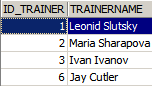 ID_TRAINER TRAINERNAME
1 Leonid Slutsky
2 Maria Sharapova
3 Ivan Ivanov
6 Jay Cutler